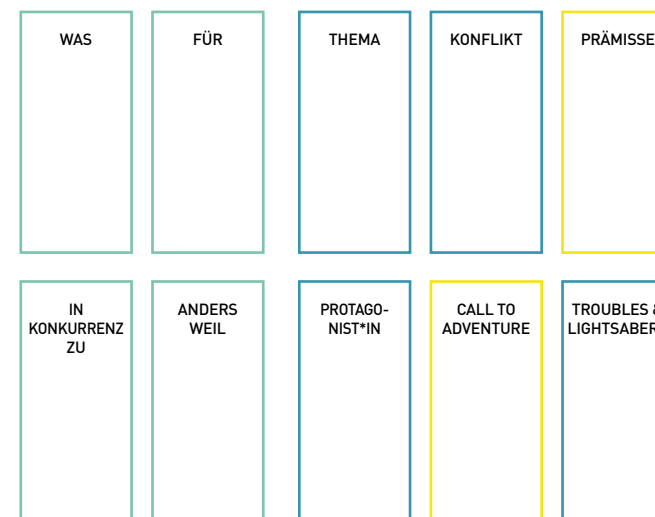 WAS
FÜR
THEMA
KONFLIKT
PRÄMISSE
IN
KONKURRENZ
ZU
ANDERS
WEIL
PROTAGO-
NIST*IN
CALL TO
ADVENTURE
TROUBLES &
LIGHTSABER